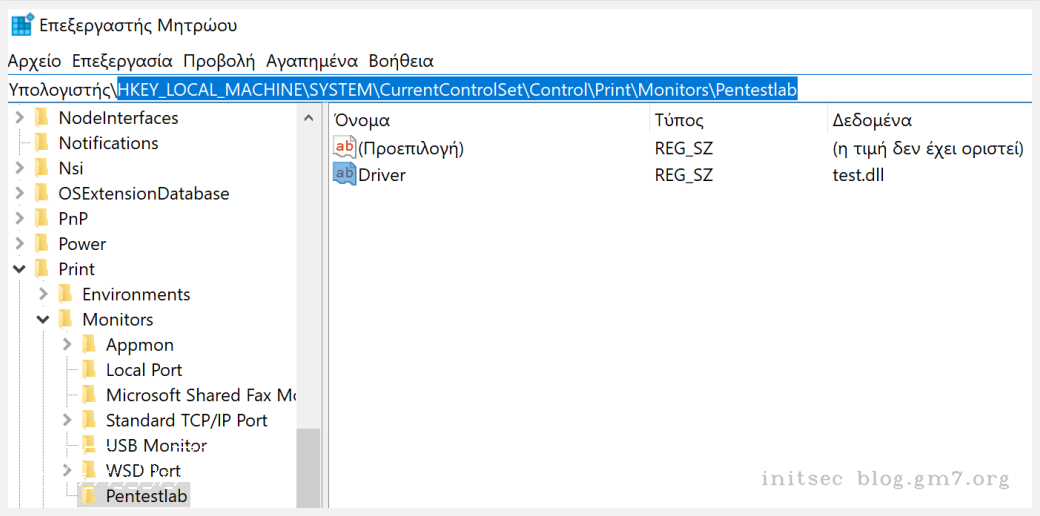 Επεξεργαστής Μητρώου
Αρχείο Επεξεργασία Προβολή Αγαπημένα Βοήθεια
Υπολογιστής\HKEY_LOCAL_MACHINE\SYSTEM\CurrentControlSet\Control\Print\Monitors\Pentestlab
NodeInterfaces
Notifications
Nsi
OSExtensionDatabase
PnP
Power
Print
Environments
Monitors
Appmon
Local Port
Microsoft Shared Fax Mo
Standard TCP/IP Port
USB Monitor
WSD Port
Pentestlab
Όνομα Τύπος Δεδομένα
ab (Προεπιλογή) REG_SZ (η τιμή δεν έχει οριστεί)
ab Driver REG_SZ test.dll
initsec blog.gm7.org